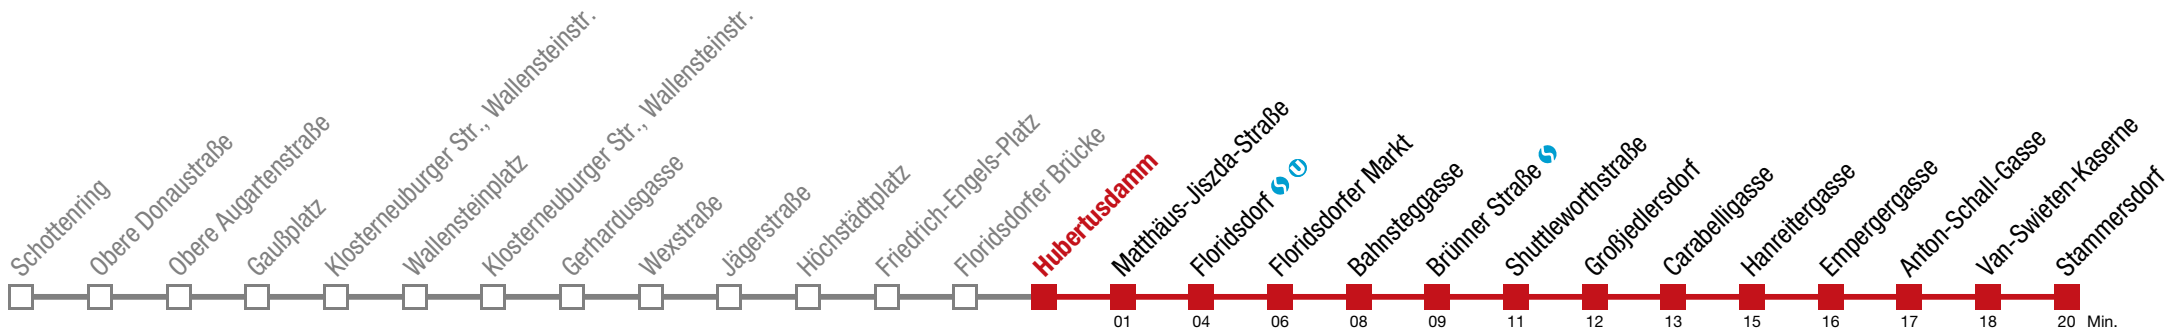 Schottenring
Obere Donaustraße
Obere Augartenstraße
Gaußplatz
Klosterneuburger Str., Wallensteinstr.
Wallensteinplatz
Klosterneuburger Str., Wallensteinstr.
Gerhardusgasse
Wexstraße
Jägerstraße
Höchstädtplatz
Friedrich-Engels-Platz
Floridsdorfer Brücke
Hubertusdamm
Matthäus-Jiszda-Straße
Floridsdorf S U
Floridsdorfer Markt
Bahnsteggasse
Brünner Straße S
Shuttleworthstraße
Großjedlersdorf
Carabelligasse
Hanreitergasse
Empergergasse
Anton-Schall-Gasse
Van-Swieten-Kaserne
Stammersdorf
01 04 06 08 09 11 12 13 15 16 17 18 20 Min.